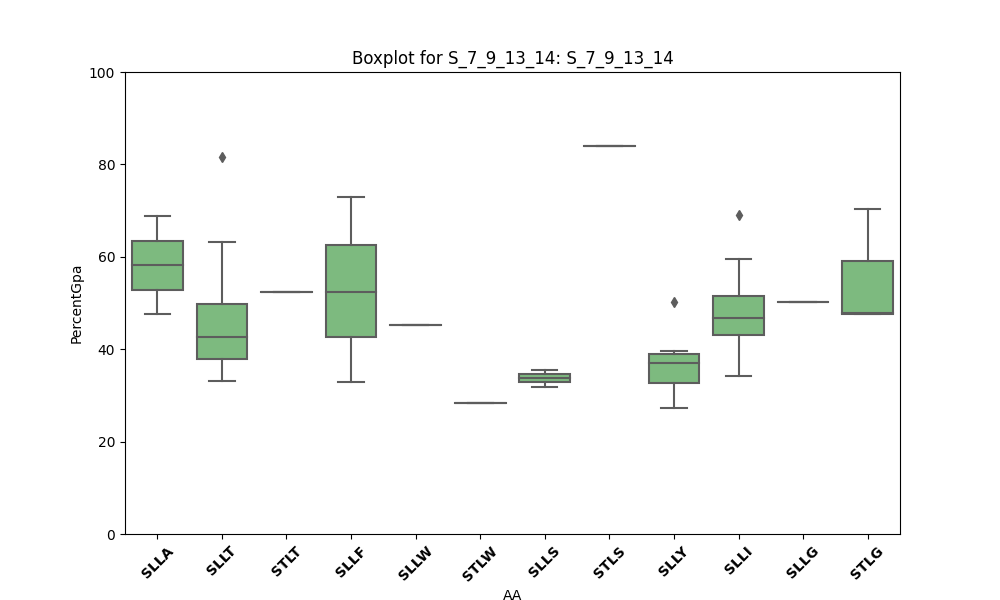 Boxplot for S_7_9_13_14: S_7_9_13_14
100
80
60
40
20
0
PercentGpa
SLLA SLLT STLT SLLF SLLW STLW SLLS STLS SLLY SLLI SLLG STLG
AA